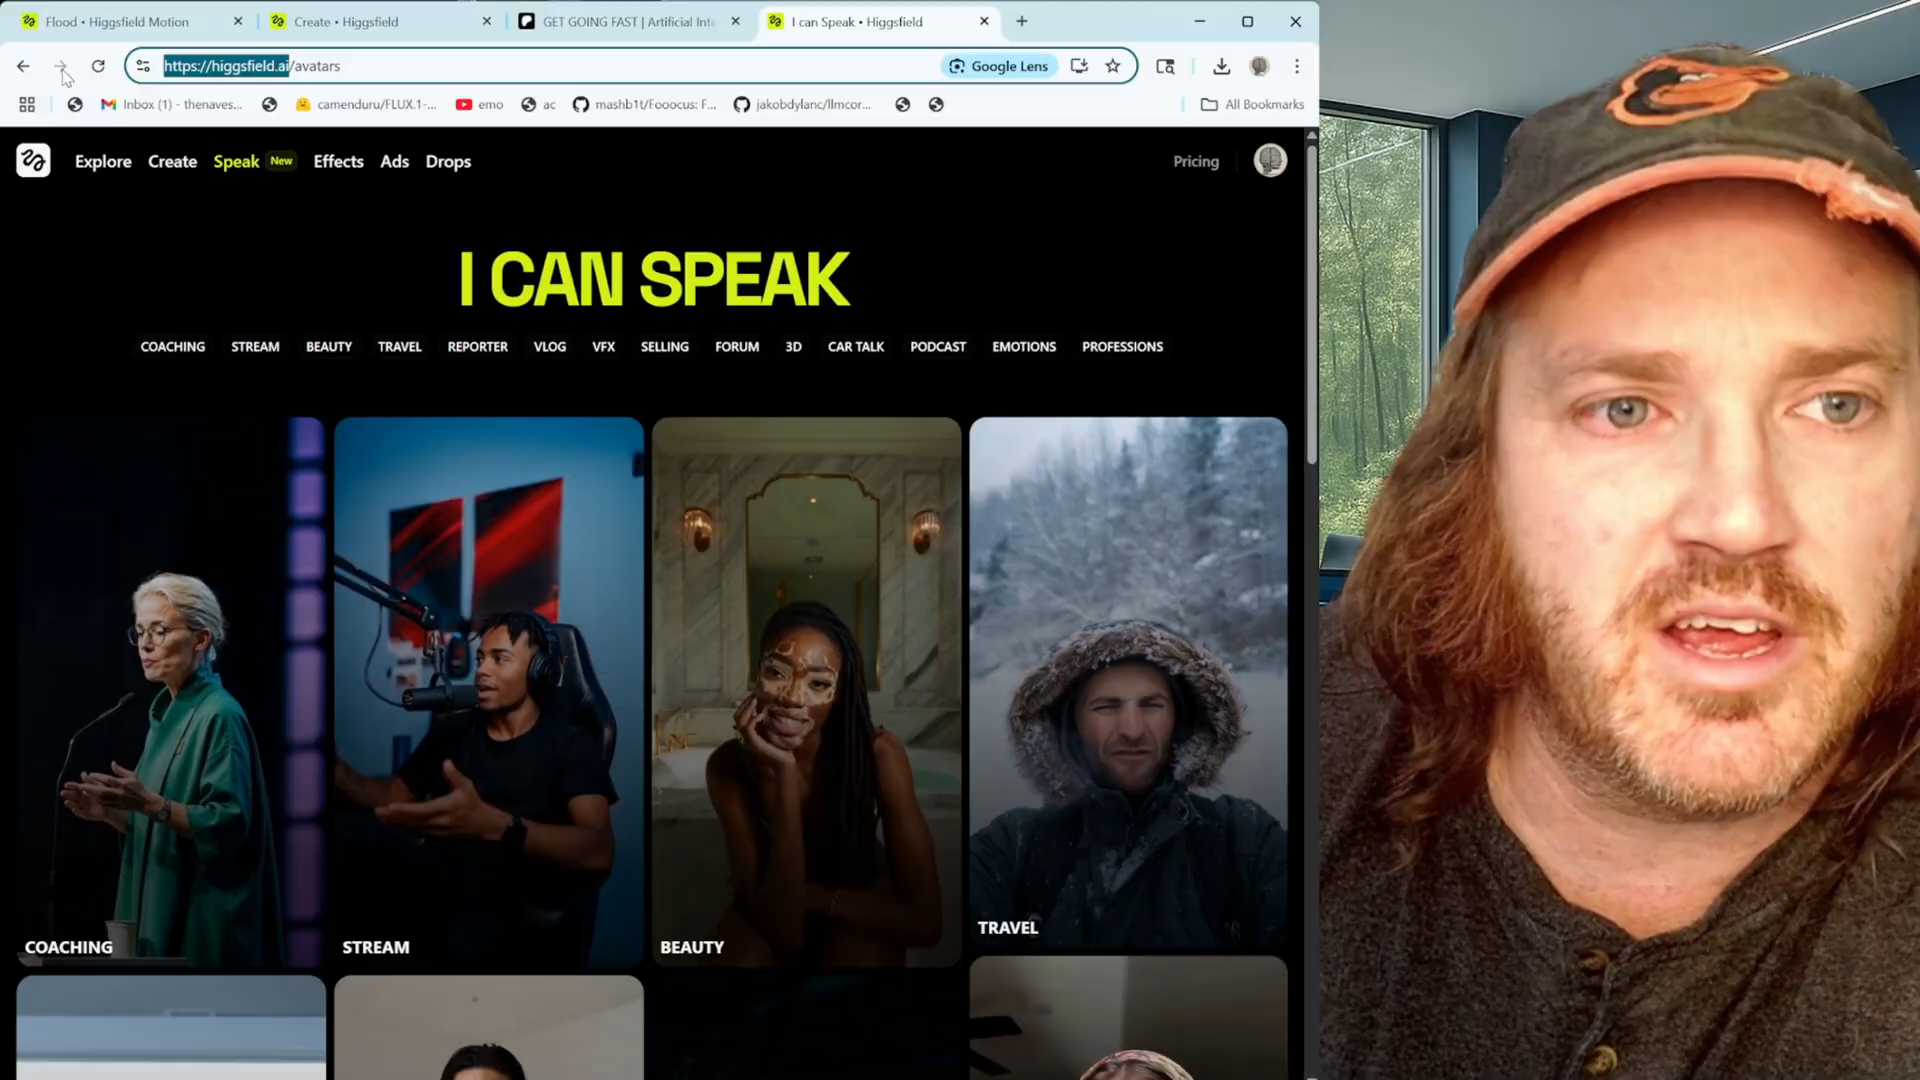 Flood • Higgsfield Motion
Create • Higgsfield
GET GOING FAST | Artificial Inte
I can Speak • Higgsfield
https://higgsfield.ai/avatars
Google Lens
Inbox (1) - thenaves...
camenduru/FLUX.1-...
emo
ac
mashb1t/Fooocus: F...
jakobdylanc/llmcor...
All Bookmarks
Explore
Create
Speak
New
Effects
Ads
Drops
Pricing
I CAN SPEAK
COACHING
STREAM
BEAUTY
TRAVEL
REPORTER
VLOG
VFX
SELLING
FORUM
3D
CAR TALK
PODCAST
EMOTIONS
PROFESSIONS
COACHING
STREAM
BEAUTY
TRAVEL